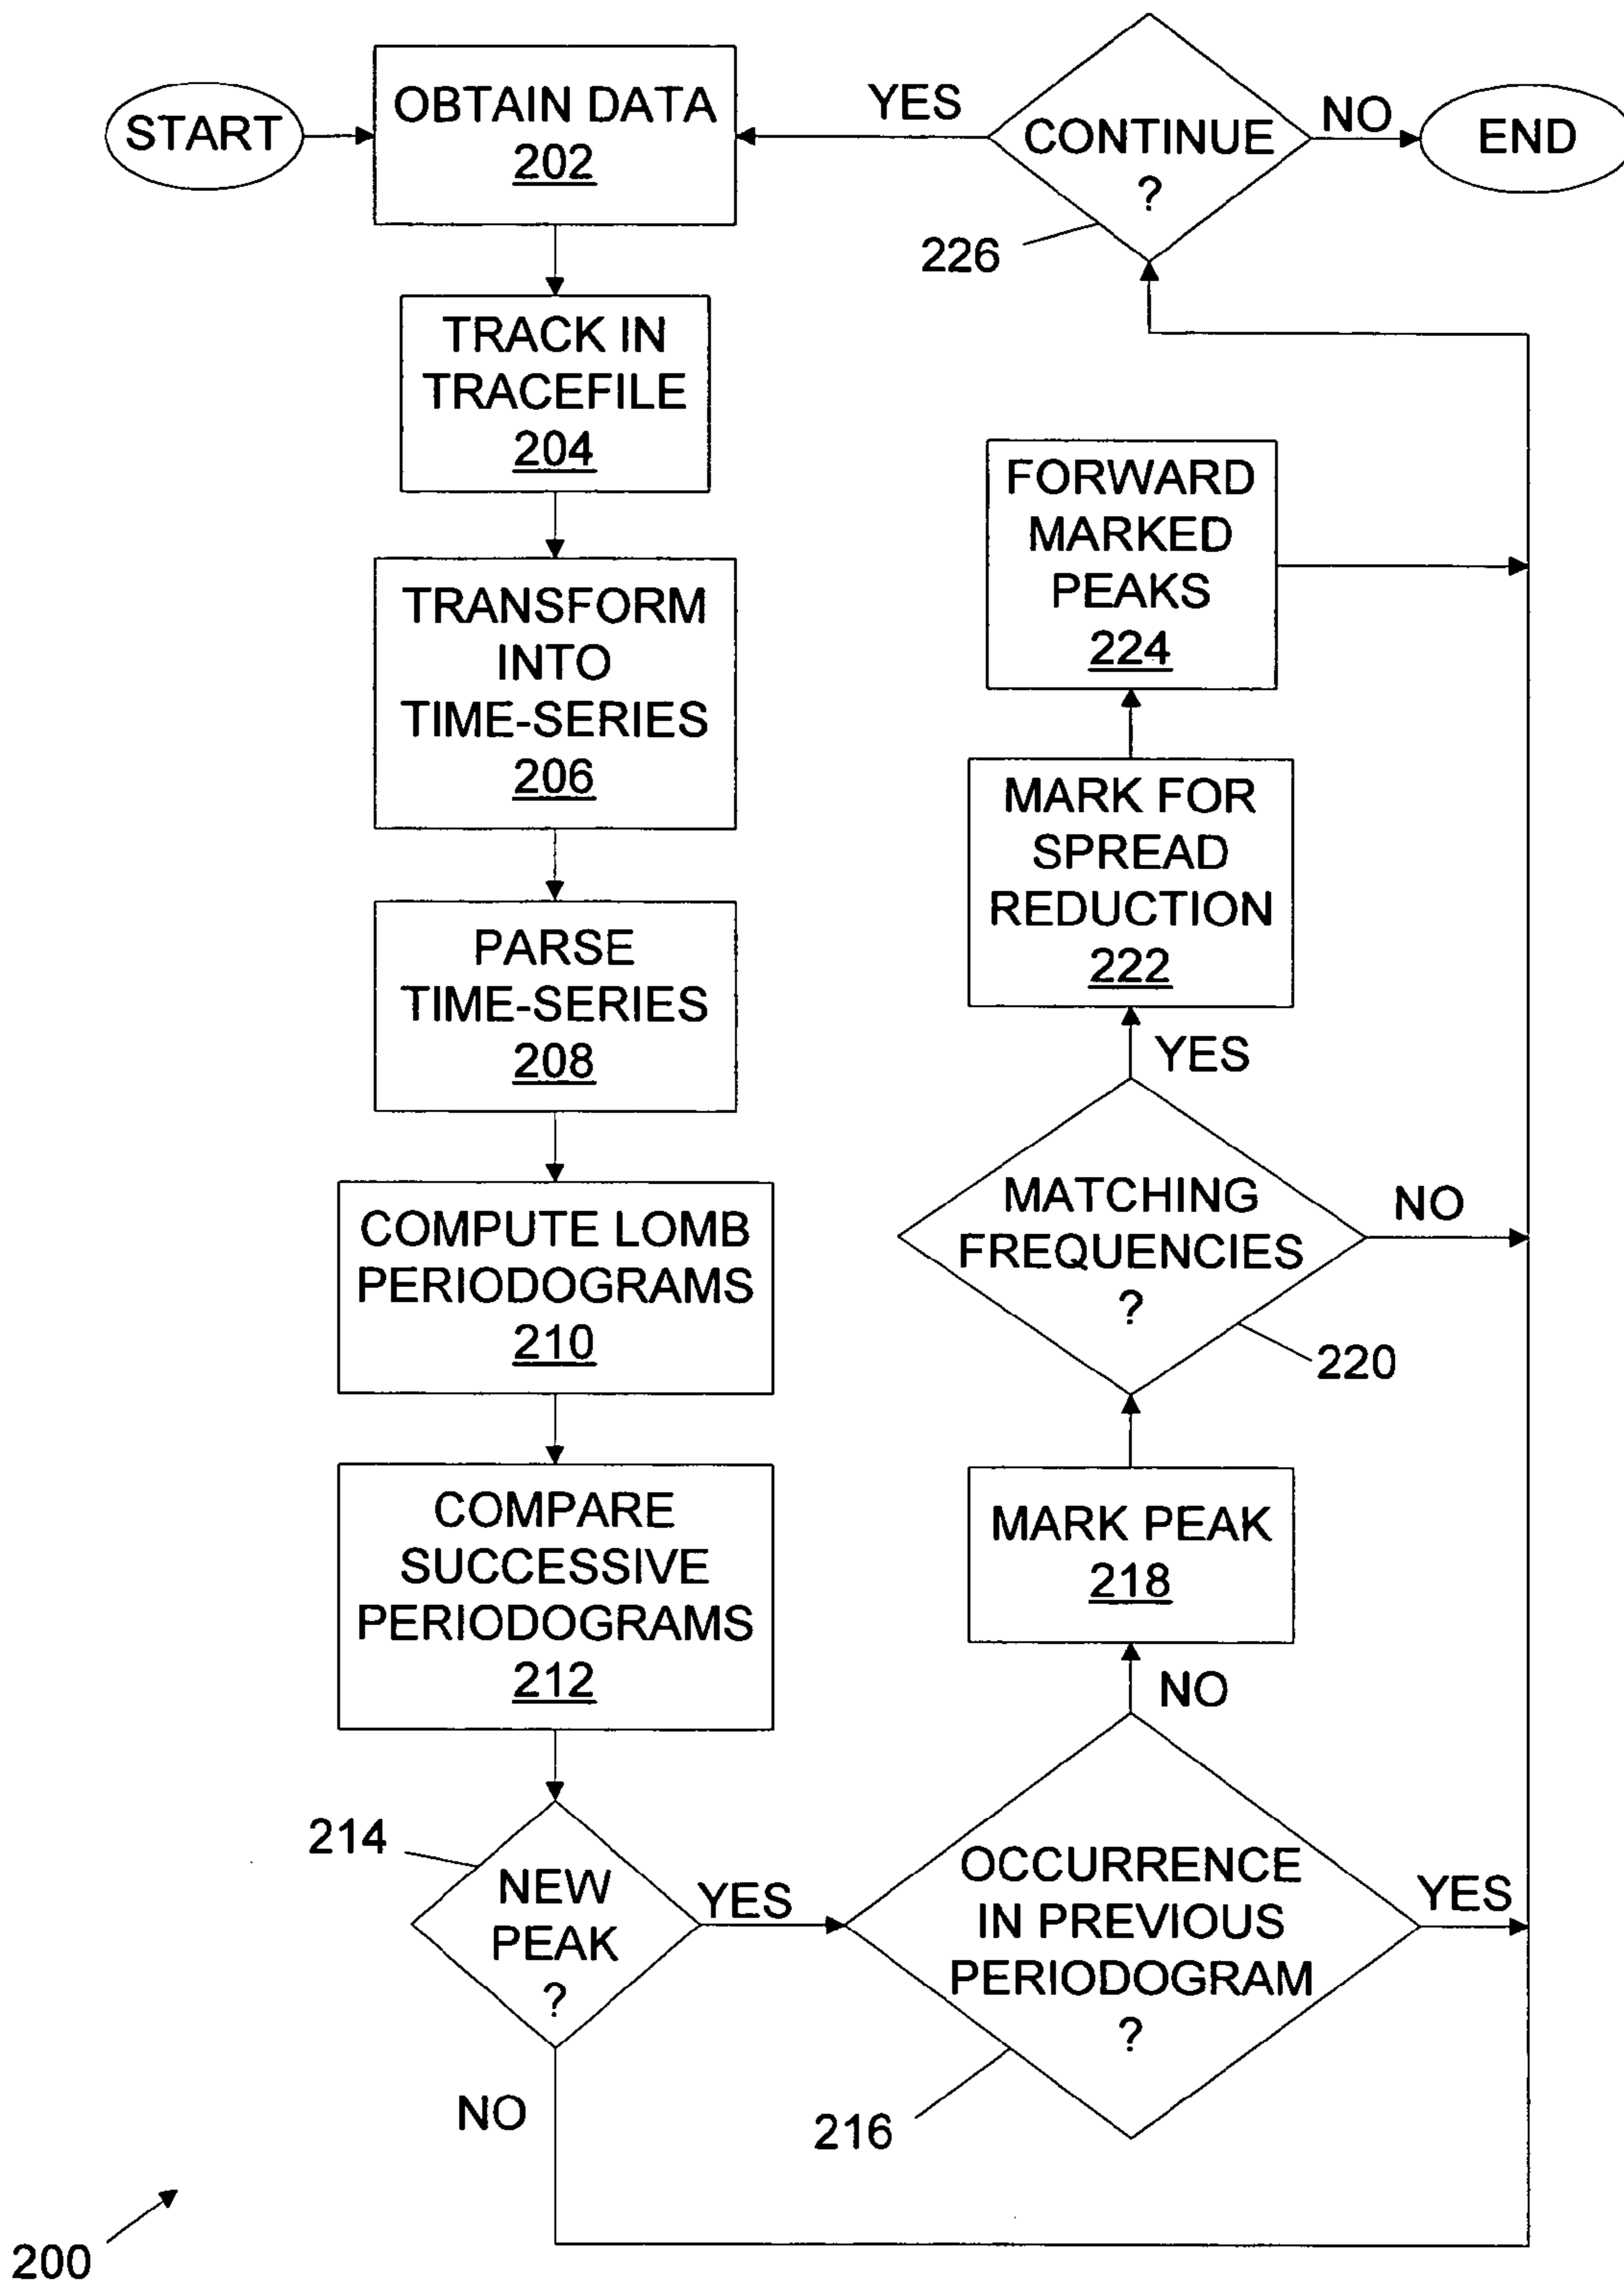 START
OBTAIN DATA
202
YES
CONTINUE
?
NO
END
226
TRACK IN
TRACEFILE
204
TRANSFORM
INTO
TIME-SERIES
206
PARSE
TIME-SERIES
208
COMPUTE LOMB
PERIODOGRAMS
210
COMPARE
SUCCESSIVE
PERIODOGRAMS
212
214
NEW
PEAK
?
YES
NO
OCCURRENCE
IN PREVIOUS
PERIODOGRAM
?
216
YES
NO
MARK PEAK
218
MATCHING
FREQUENCIES
?
220
NO
YES
MARK FOR
SPREAD
REDUCTION
222
FORWARD
MARKED
PEAKS
224
200